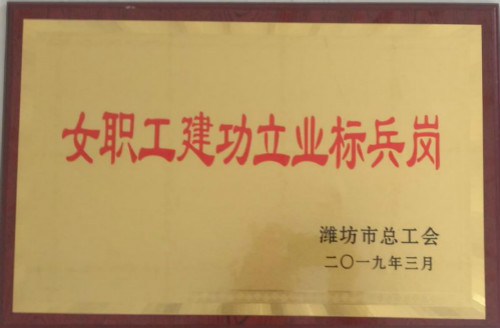 女职工建功立业标兵岗
潍坊市总工会
二〇一九年三月